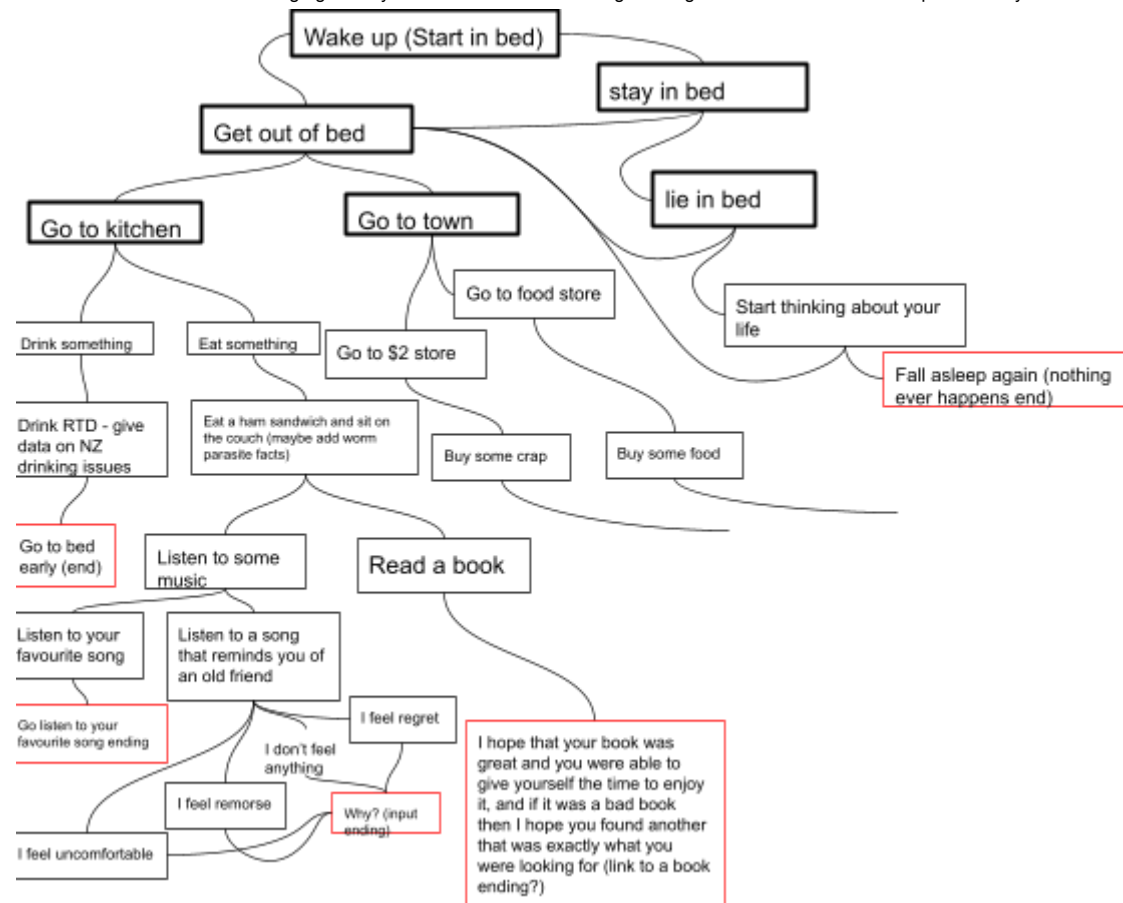 Wake up (Start in bed)
stay in bed
Get out of bed
lie in bed
Go to kitchen
Go to town
Go to food store
Start thinking about your
life
Drink something
Eat something
Go to $2 store
Fall asleep again (nothing
ever happens end)
Drink RTD - give
data on NZ
drinking issues
Eat a ham sandwich and sit on
the couch (maybe add worm
parasite facts)
Buy some crap
Buy some food
Go to bed
early (end)
Listen to some
music
Read a book
Listen to your
favourite song
Listen to a song
that reminds you of
an old friend
Go listen to your
favourite song ending
I feel regret
I don't feel
anything
I feel remorse
Why? (input
ending)
I feel uncomfortable
I hope that your book was
great and you were able to
give yourself the time to enjoy
it, and if it was a bad book
then I hope you found another
that was exactly what you
were looking for (link to a book
ending?)